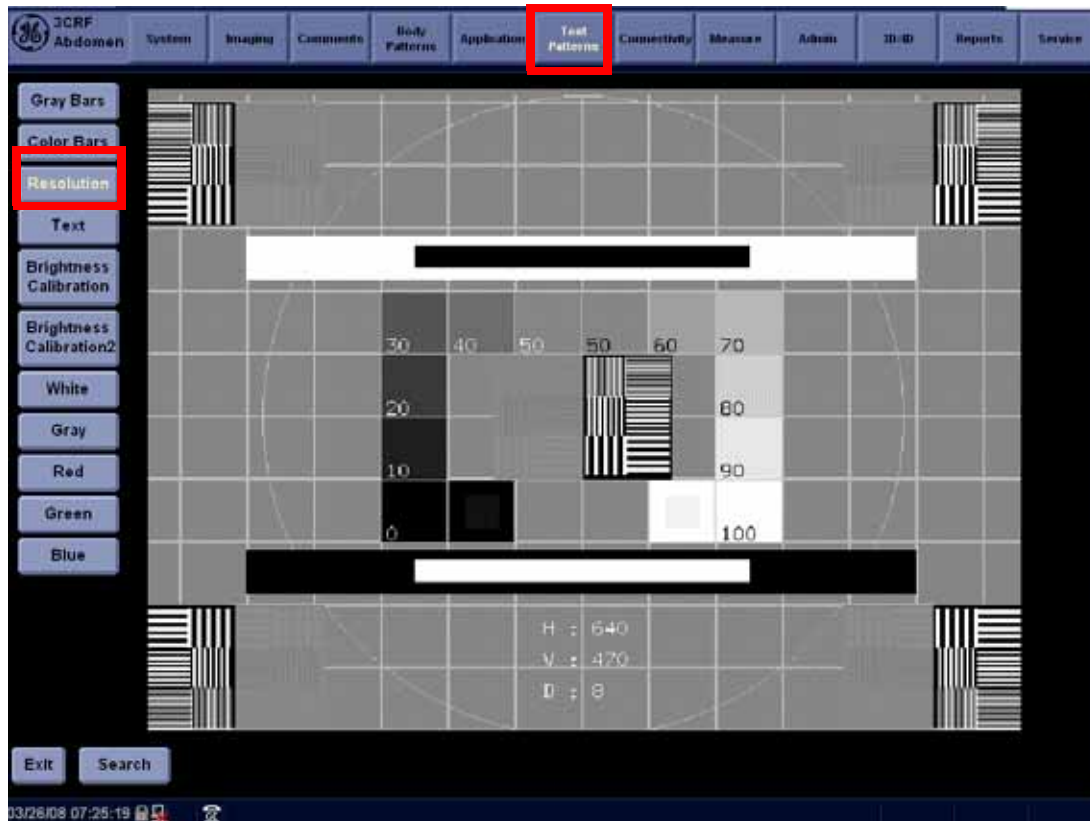 3CRF
Abdomen
System
Imaging
Comments
Body
Patterns
Application
Test
Patterns
Connectivity
Measure
Admin
3D/4D
Reports
Service
Gray Bars
Color Bars
Resolution
Text
Brightness
Calibration
Brightness
Calibration2
White
Gray
Red
Green
Blue
30 40 50 50 60 70
20 80
10 90
0 100
H : 640
V : 470
D : 8
Exit
Search
03/26/08 07:25:19